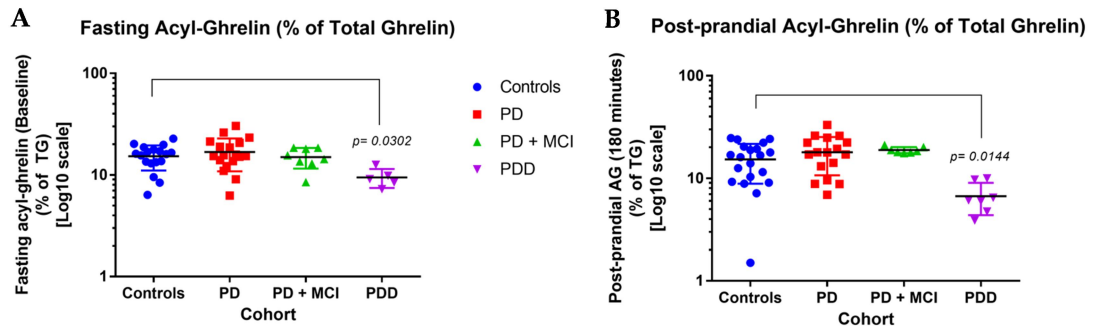 A
Fasting Acyl-Ghrelin (% of Total Ghrelin)
Fasting acyl-ghrelin (Baseline)
(% of TG)
[Log10 scale]
100
10
1
p= 0.0302
Controls
PD
PD + MCI
PDD
Cohort
Controls
PD
PD + MCI
PDD
B
Post-prandial Acyl-Ghrelin (% of Total Ghrelin)
Post-prandial AG (180 minutes)
(% of TG)
[Log10 scale]
100
10
1
p= 0.0144
Controls
PD
PD + MCI
PDD
Cohort